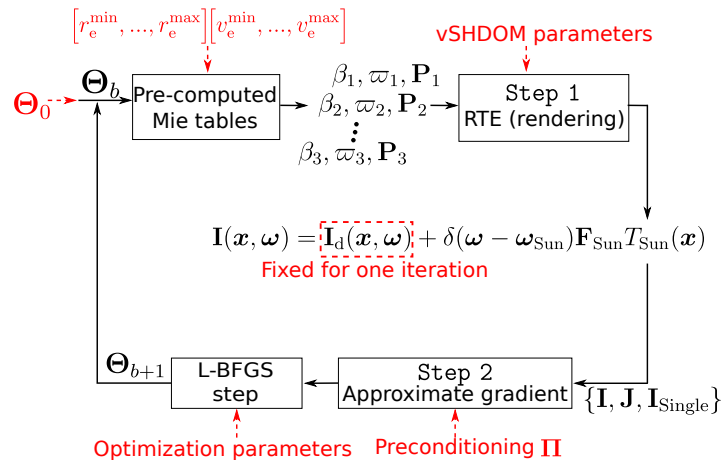 [r_e^min, ..., r_e^max][v_e^min, ..., v_e^max]
vSHDOM parameters
Θ_0
Θ_b
Pre-computed
Mie tables
β_1, ϖ_1, P_1
β_2, ϖ_2, P_2
⋮
β_3, ϖ_3, P_3
Step 1
RTE (rendering)
I(x, ω) = I_d(x, ω) + δ(ω − ω_Sun)F_Sun T_Sun(x)
Fixed for one iteration
Θ_{b+1}
L-BFGS
step
Step 2
Approximate gradient
{I, J, I_Single}
Optimization parameters
Preconditioning Π